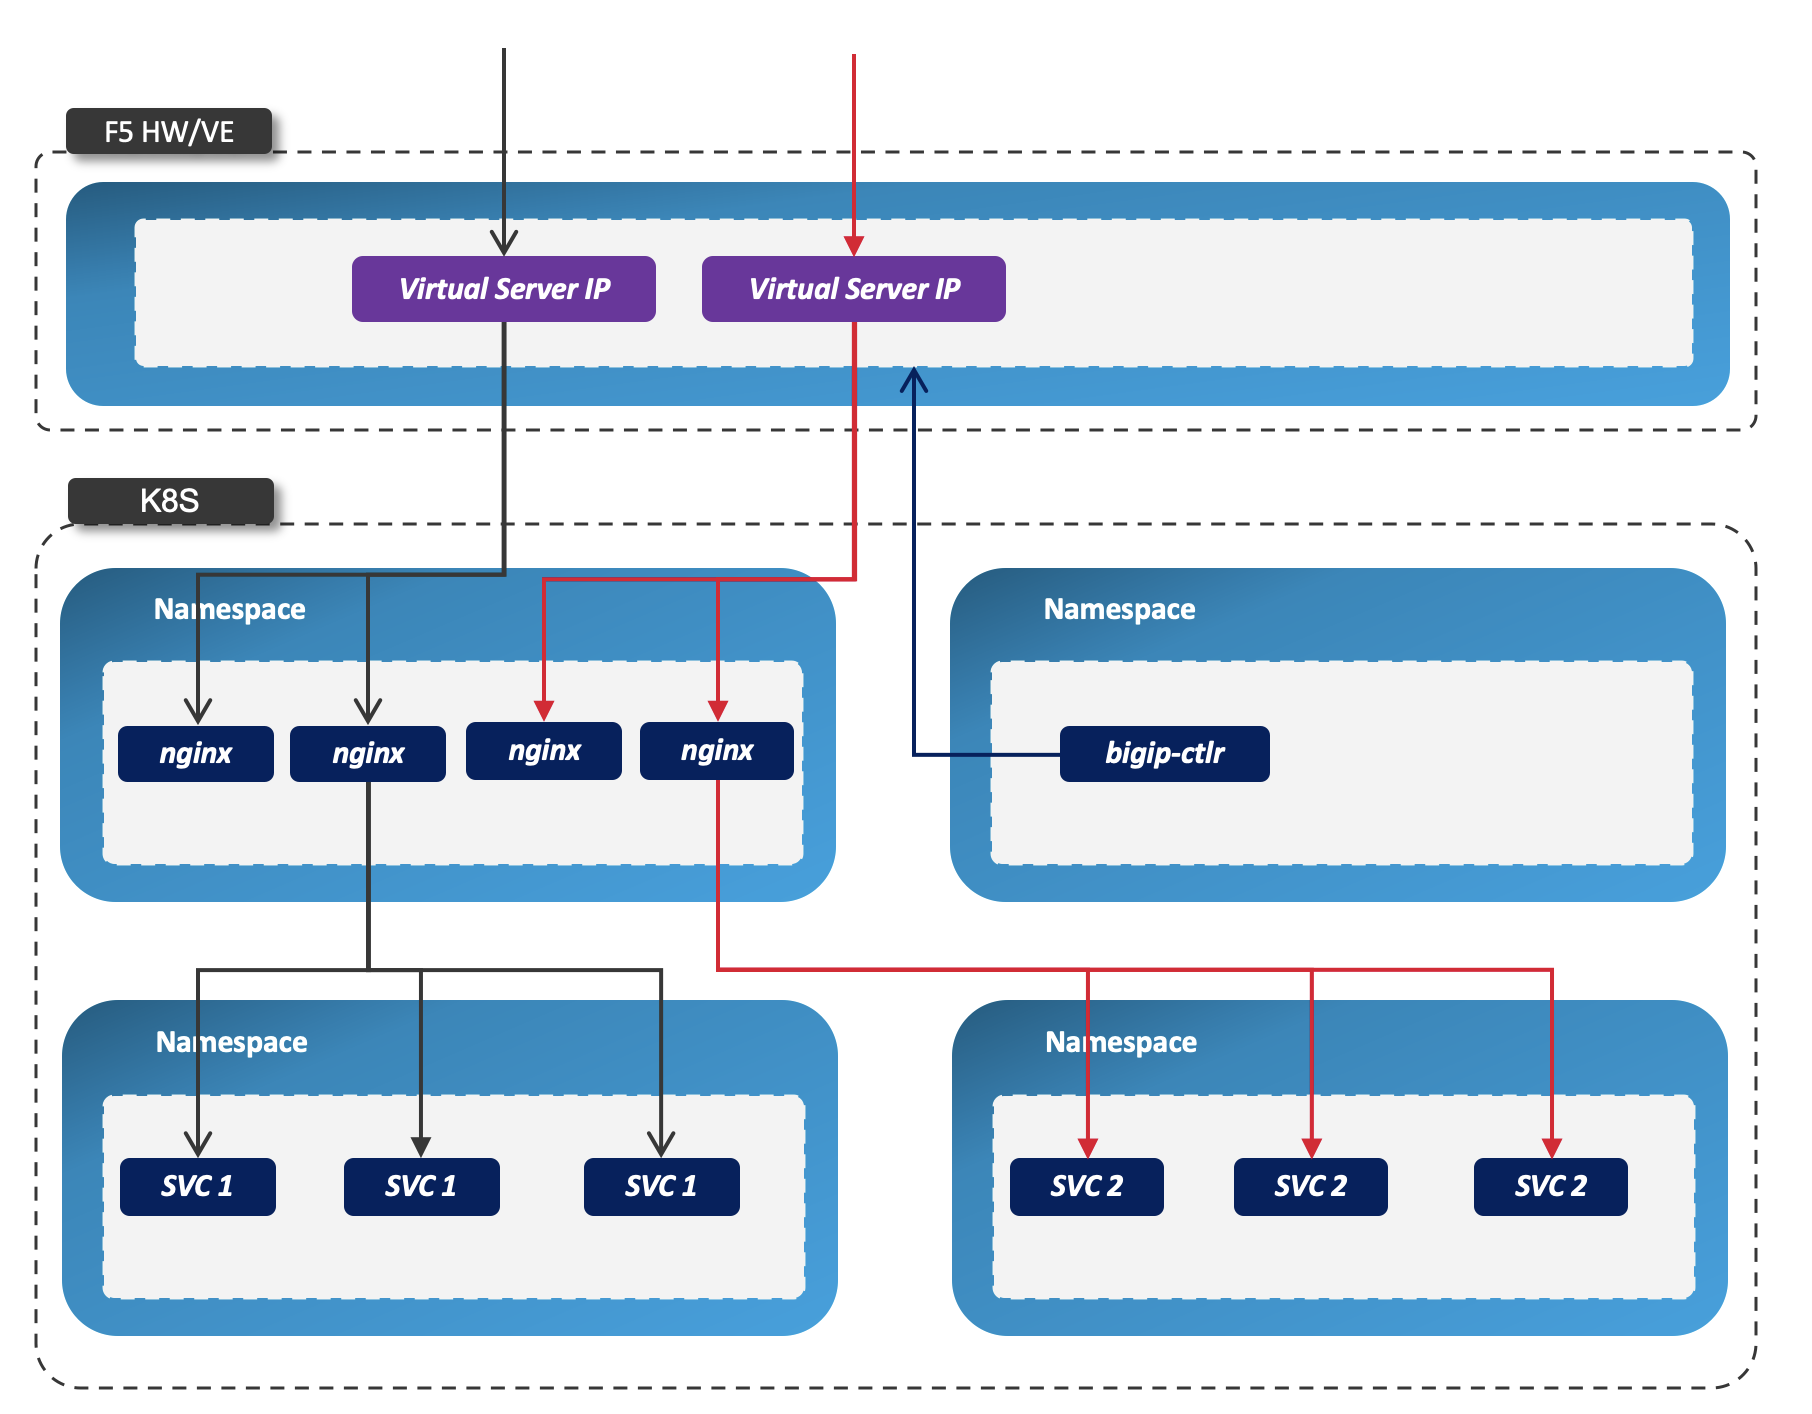 F5 HW/VE
Virtual Server IP
Virtual Server IP
K8S
Namespace
nginx
nginx
nginx
nginx
Namespace
bigip-ctlr
Namespace
SVC 1
SVC 1
SVC 1
Namespace
SVC 2
SVC 2
SVC 2